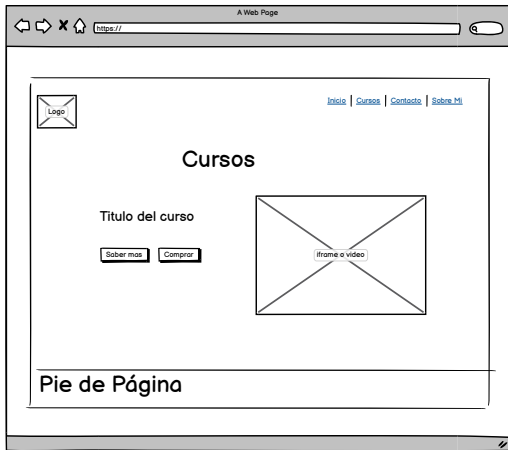 A Web Page
https://
Logo
Inicio | Cursos | Contacto | Sobre Mi
Cursos
Titulo del curso
Saber mas Comprar
iframe o video
Pie de Página